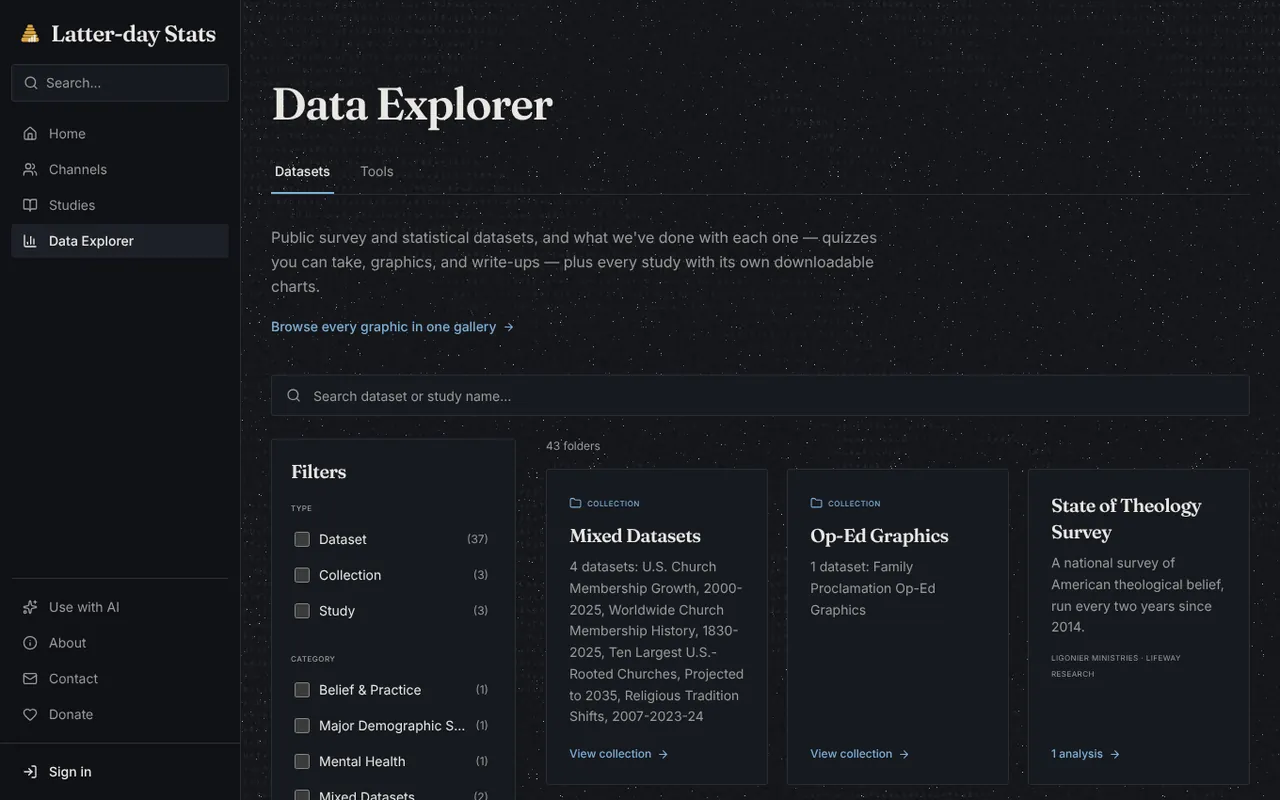 Latter-day Stats
Search...
Home
Channels
Studies
Data Explorer
Use with AI
About
Contact
Donate
Sign in
Data Explorer
Datasets
Tools
Public survey and statistical datasets, and what we've done with each one — quizzes
you can take, graphics, and write-ups — plus every study with its own downloadable
charts.
Browse every graphic in one gallery →
Search dataset or study name...
Filters
TYPE
Dataset (37)
Collection (3)
Study (3)
CATEGORY
Belief & Practice (1)
Major Demographic S... (1)
Mental Health (1)
Mixed Datasets (2)
43 folders
COLLECTION
Mixed Datasets
4 datasets: U.S. Church
Membership Growth, 2000-
2025, Worldwide Church
Membership History, 1830-
2025, Ten Largest U.S.-
Rooted Churches, Projected
to 2035, Religious Tradition
Shifts, 2007-2023-24
View collection →
COLLECTION
Op-Ed Graphics
1 dataset: Family
Proclamation Op-Ed
Graphics
View collection →
State of Theology
Survey
A national survey of
American theological belief,
run every two years since
2014.
LIGONIER MINISTRIES · LIFEWAY
RESEARCH
1 analysis →